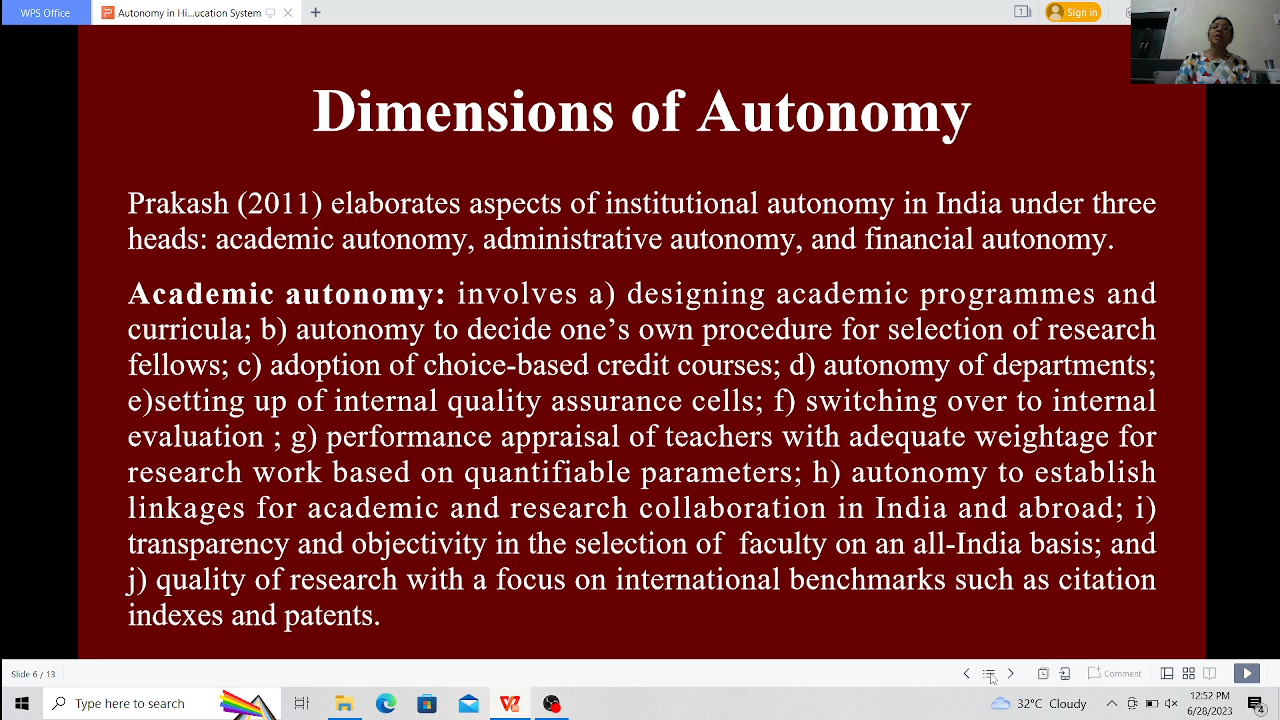 WPS Office
Autonomy in Hi...ucation System
1
Sign in
Dimensions of Autonomy
Prakash (2011) elaborates aspects of institutional autonomy in India under three
heads: academic autonomy, administrative autonomy, and financial autonomy.
Academic autonomy: involves a) designing academic programmes and
curricula; b) autonomy to decide one’s own procedure for selection of research
fellows; c) adoption of choice-based credit courses; d) autonomy of departments;
e)setting up of internal quality assurance cells; f) switching over to internal
evaluation ; g) performance appraisal of teachers with adequate weightage for
research work based on quantifiable parameters; h) autonomy to establish
linkages for academic and research collaboration in India and abroad; i)
transparency and objectivity in the selection of faculty on an all-India basis; and
j) quality of research with a focus on international benchmarks such as citation
indexes and patents.
Slide 6 / 13
Comment
Type here to search
32°C Cloudy
12:52 PM
6/28/2023
4